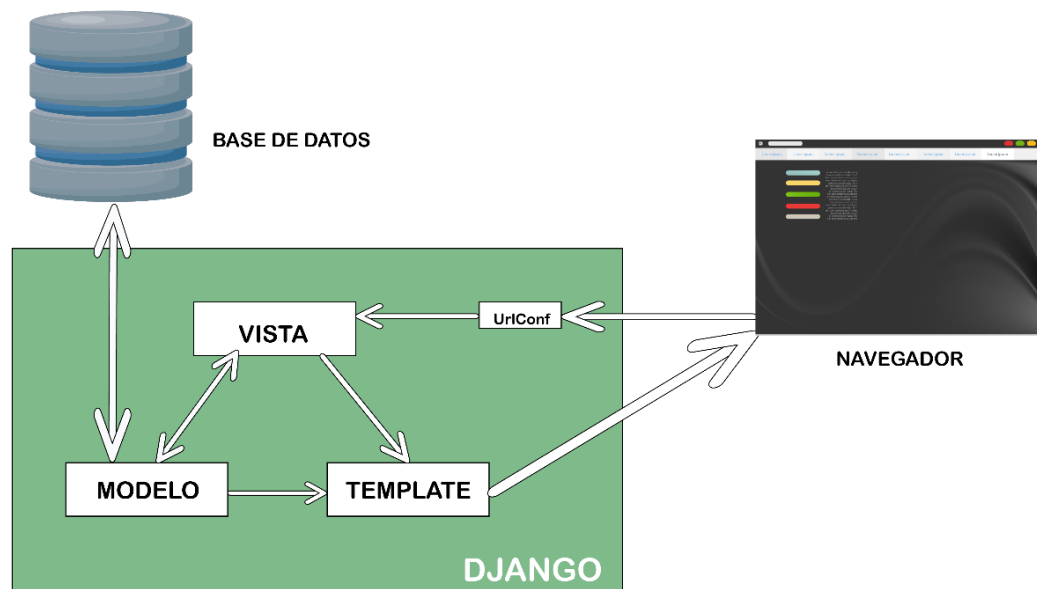 BASE DE DATOS
VISTA
UrlConf
NAVEGADOR
MODELO
TEMPLATE
DJANGO